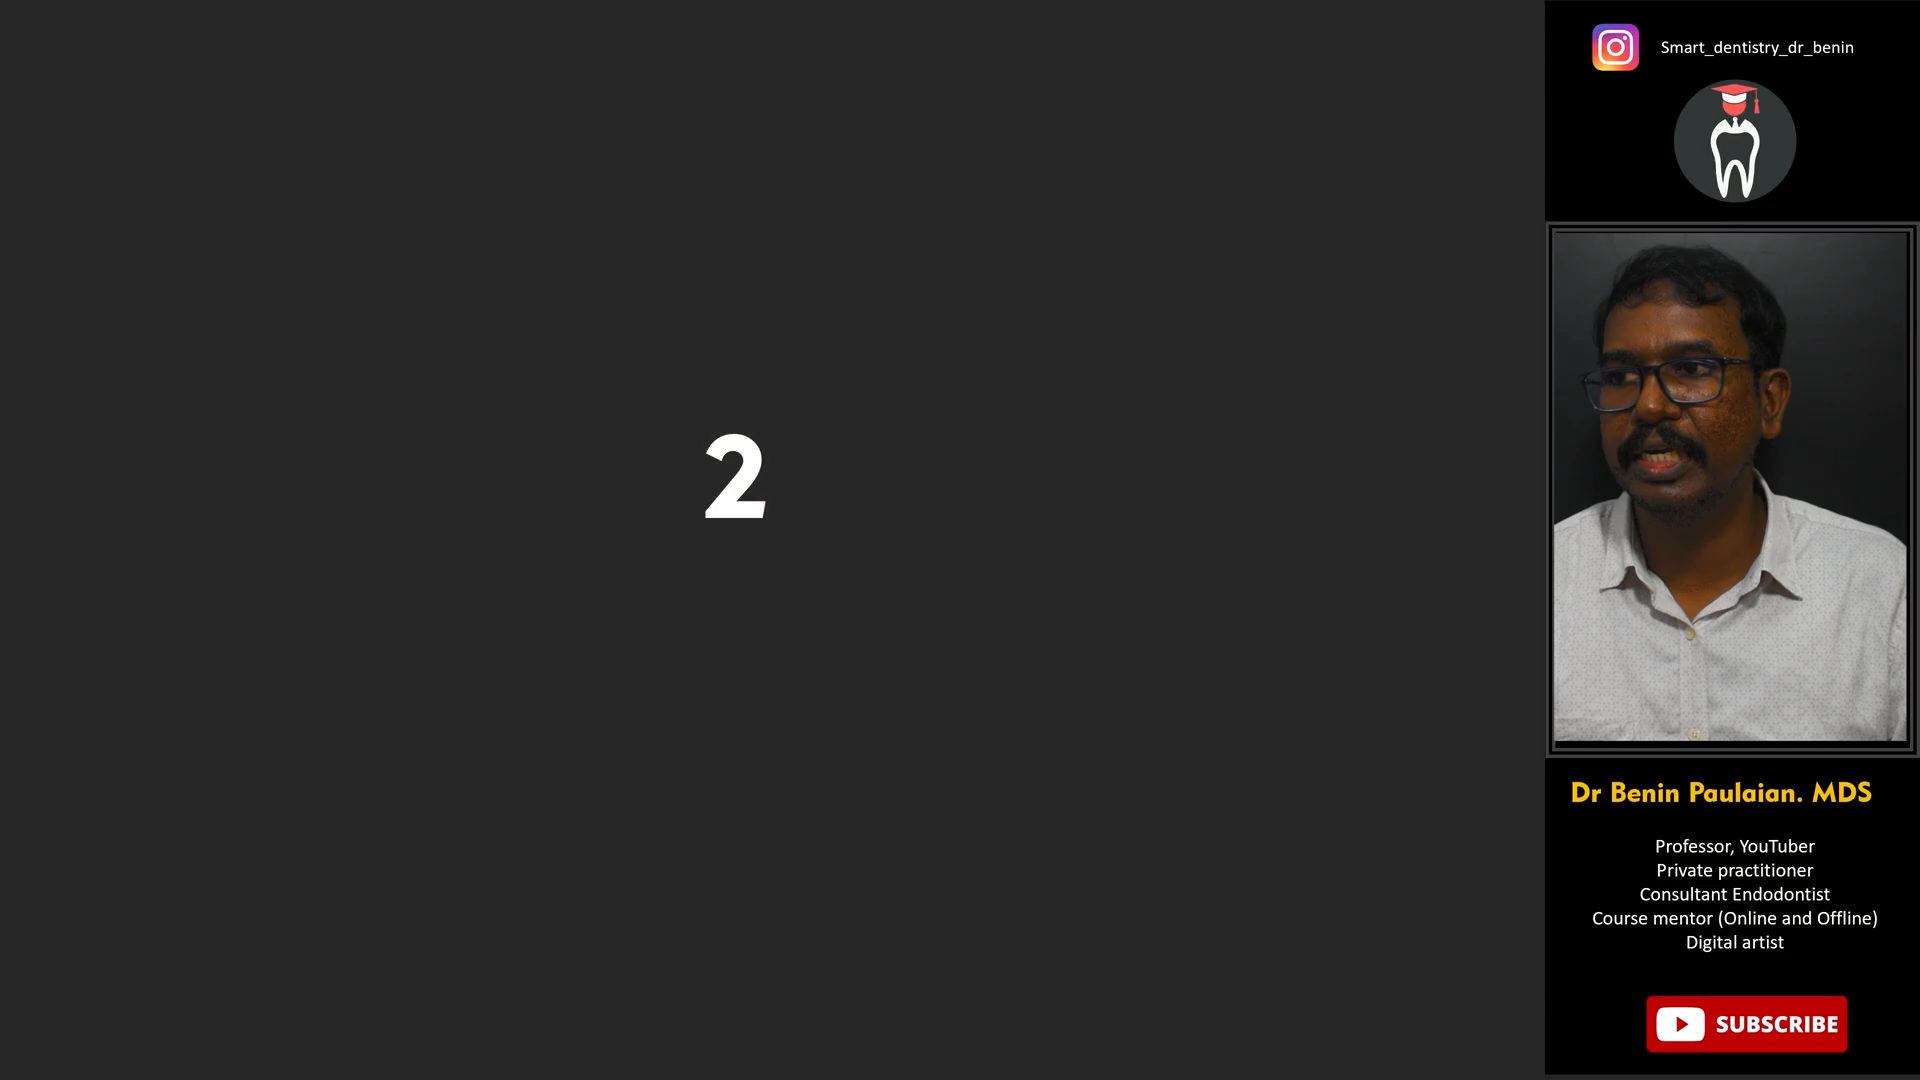 2
Smart_dentistry_dr_benin
Dr Benin Paulaian. MDS
Professor, YouTuber
Private practitioner
Consultant Endodontist
Course mentor (Online and Offline)
Digital artist
SUBSCRIBE